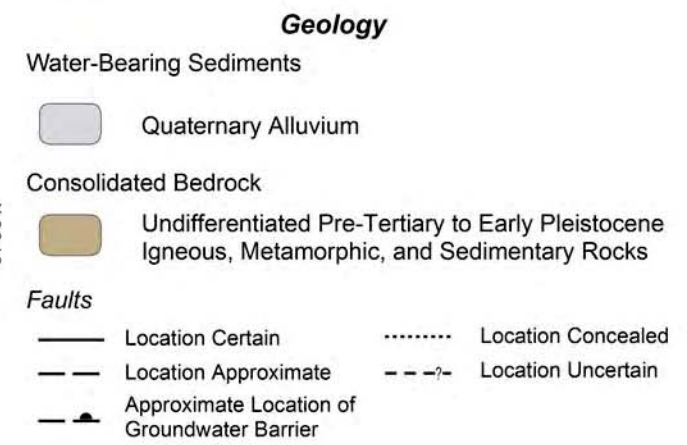 Geology
Water-Bearing Sediments
Quaternary Alluvium
Consolidated Bedrock
Undifferentiated Pre-Tertiary to Early Pleistocene
Igneous, Metamorphic, and Sedimentary Rocks
Faults
Location Certain
Location Concealed
Location Approximate
?
Location Uncertain
Approximate Location of
Groundwater Barrier